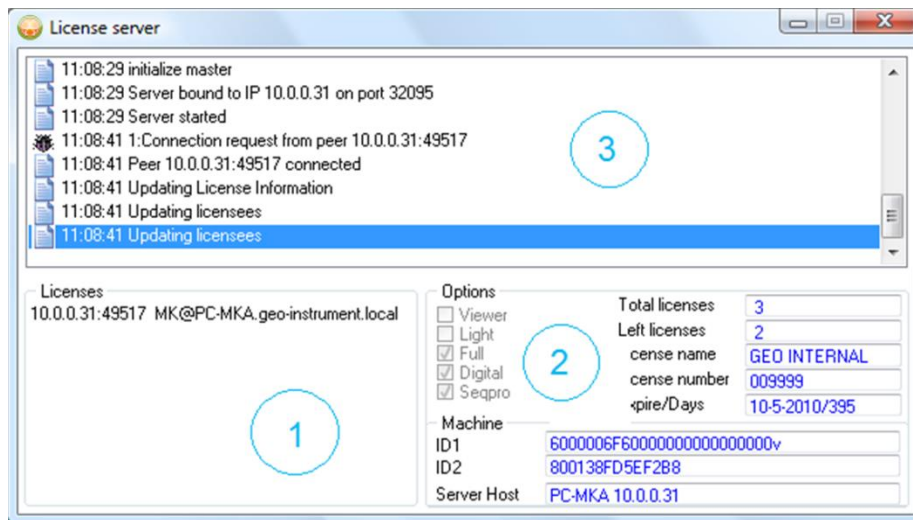 License server
11:08:29 initialize master
11:08:29 Server bound to IP 10.0.0.31 on port 32095
11:08:29 Server started
11:08:41 1:Connection request from peer 10.0.0.31:49517
11:08:41 Peer 10.0.0.31:49517 connected
11:08:41 Updating License Information
11:08:41 Updating licensees
11:08:41 Updating licensees
3
Licenses
10.0.0.31:49517 MK@PC-MKA.geo-instrument.local
1
Options
Viewer
Light
Full
Digital
Seqpro
2
Total licenses 3
Left licenses 2
cense name GEO INTERNAL
cense number 009999
xpire/Days 10-5-2010/395
Machine
ID1
ID2 800138FD5EF2B8
Server Host PC-MKA 10.0.0.31